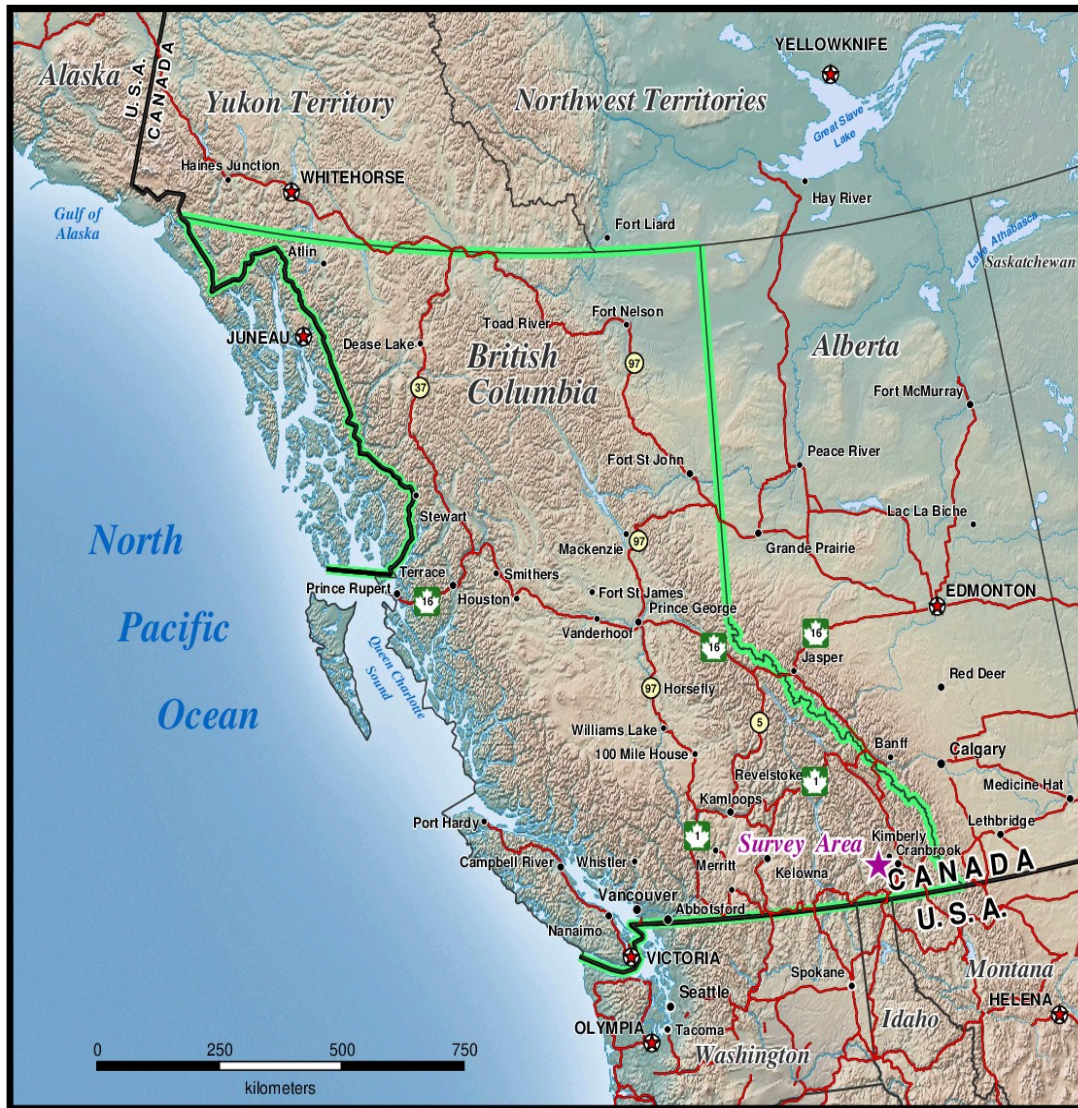 YELLOWKNIFE
Alaska
U. S. A.
CANADA
Yukon Territory
Northwest Territories
Great Slave
Lake
Haines Junction
WHITEHORSE
Hay River
Gulf of
Alaska
Fort Liard
Lake Athabasca
Atlin
Saskatchewan
JUNEAU
Toad River
Fort Nelson
Dease Lake
British
Columbia
Alberta
97
37
Fort McMurray
Fort St John
Peace River
Stewart
Lac La Biche
North
Pacific
Ocean
97
Mackenzie
Grande Prairie
Terrace
Smithers
Prince Rupert
16
Houston
Fort St James
Prince George
EDMONTON
Vanderhoof
16
16
Jasper
Queen Charlotte
Sound
97
Horsefly
Red Deer
5
Williams Lake
100 Mile House
Banff
Calgary
Revelstoke
1
Medicine Hat
Kamloops
Port Hardy
1
Lethbridge
Survey Area
Kimberly
Cranbrook
Campbell River
Whistler
Merritt
Kelowna
CANADA
U. S. A.
Vancouver
Abbotsford
Nanaimo
VICTORIA
Spokane
Montana
Seattle
HELENA
OLYMPIA
Tacoma
Idaho
Washington
0 250 500 750
kilometers